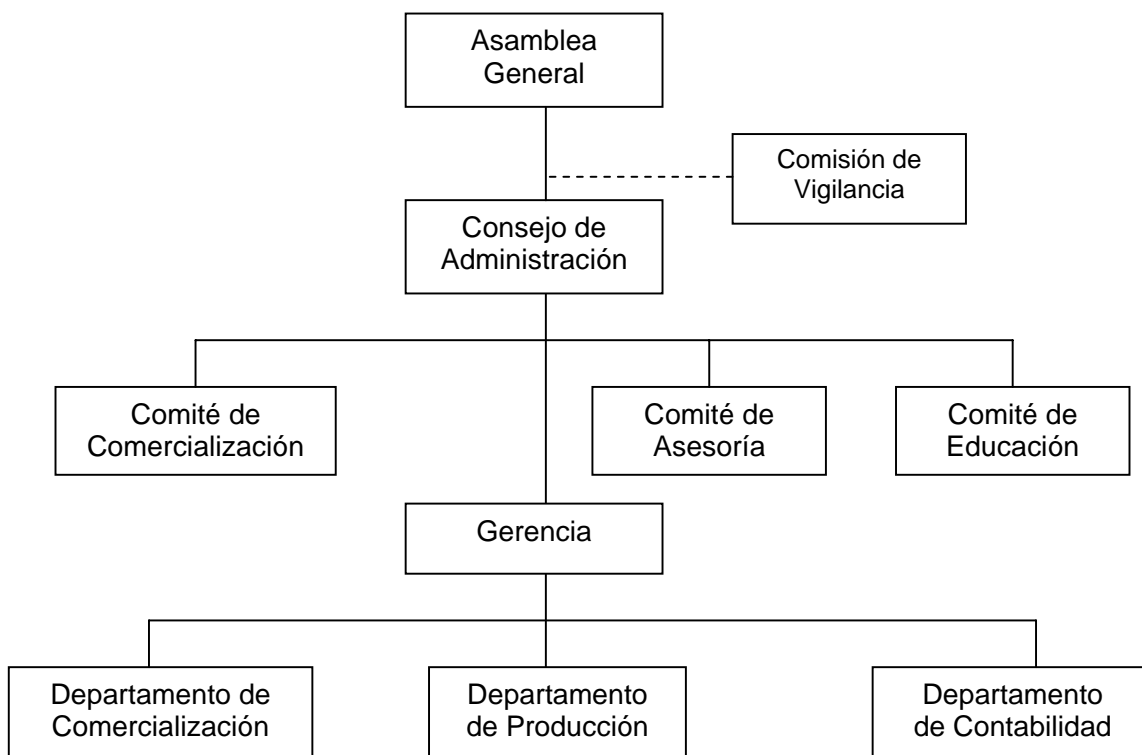 Asamblea
General
Comisión de
Vigilancia
Consejo de
Administración
Comité de
Comercialización
Comité de
Asesoría
Comité de
Educación
Gerencia
Departamento de
Comercialización
Departamento
de Producción
Departamento
de Contabilidad